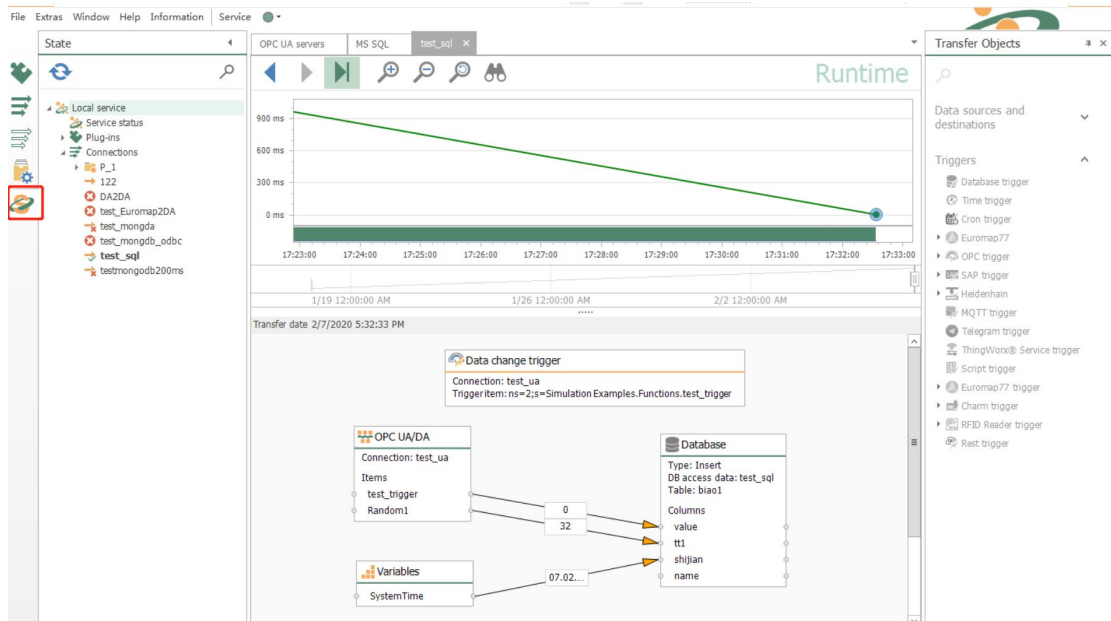 File Extras Window Help Information Service
State
OPC UA servers MS SQL test_sql ×
Transfer Objects
Runtime
Local service
Service status
Plug-ins
Connections
P_1
122
DA2DA
test_Euromap2DA
test_mongda
test_mongdb_odbc
test_sql
testmongodb200ms
900 ms
600 ms
300 ms
0 ms
17:23:00 17:24:00 17:25:00 17:26:00 17:27:00 17:28:00 17:29:00 17:30:00 17:31:00 17:32:00 17:33:00
1/19 12:00:00 AM 1/26 12:00:00 AM 2/2 12:00:00 AM
Transfer date 2/7/2020 5:32:33 PM
Data change trigger
Connection: test_ua
Triggeritem: ns=2;s=Simulation Examples.Functions.test_trigger
OPC UA/DA
Connection: test_ua
Items
test_trigger
Random1
0
32
Variables
SystemTime
07.02....
Database
Type: Insert
DB access data: test_sql
Table: biao1
Columns
value
tt1
shijian
name
Data sources and
destinations
Triggers
Database trigger
Time trigger
Cron trigger
Euromap77
OPC trigger
SAP trigger
Heidenhain
MQTT trigger
Telegram trigger
ThingWorx® Service trigger
Script trigger
Euromap77 trigger
Charm trigger
RFID Reader trigger
Rest trigger